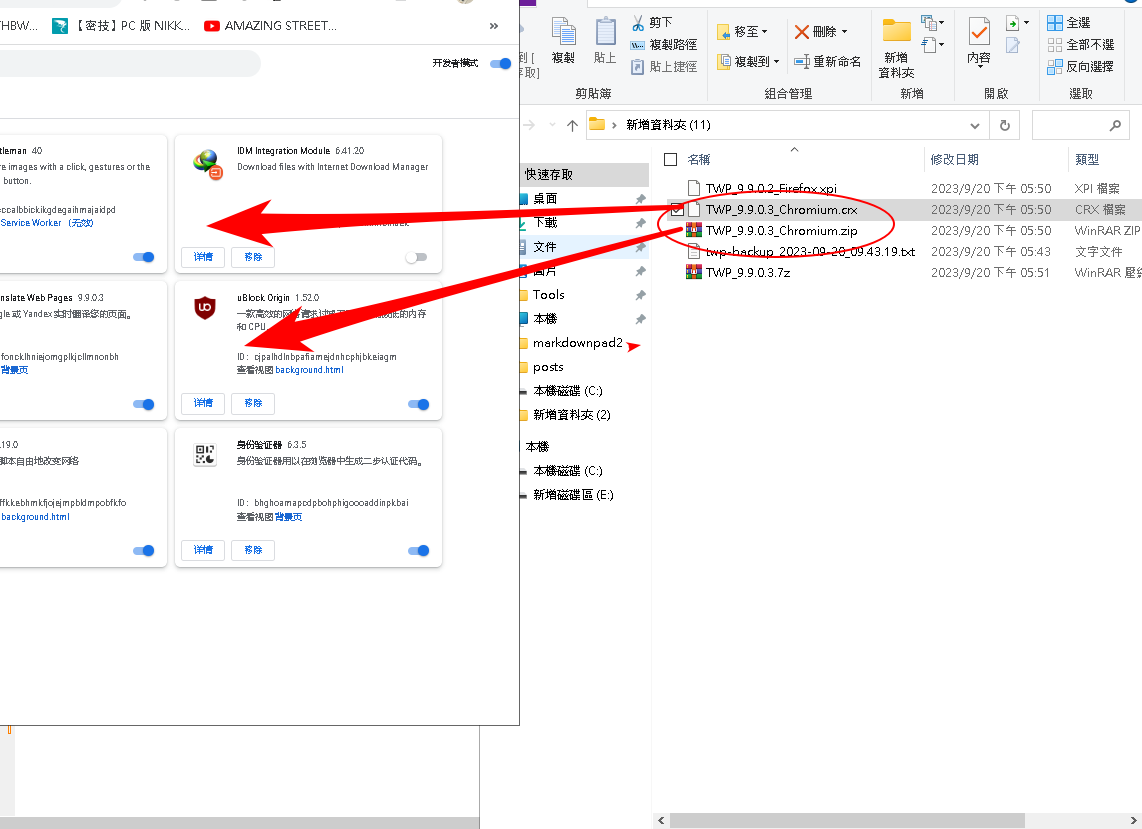 HBW...
【密技】PC 版 NIKK...
AMAZING STREET...
»
开发者模式
tleman 40
re images with a click, gestures or the
button.
ccalbbickikgdegaihmajaidpd
Service Worker（无效）
IDM Integration Module 6.41.20
Download files with Internet Download Manager
详情
移除
nslate Web Pages 9.9.0.3
gle 或 Yandex 实时翻译您的页面。
foncklhniejomgplkjcllmnonbh
背景页
uBlock Origin 1.52.0
和 CPU
ID： cjpalhdlnbpafiamejdnhcphjbkeiagm
查看视图 background.html
详情
移除
.19.0
脚本自由地改变网络
ffkkebhmkfjojejmpbldmpobfkfo
background.html
身份验证器 6.3.5
身份验证器用以在浏览器中生成二步认证代码。
ID： bhghoamapcdpbohphigoooaddinpkbai
查看视图 背景页
详情
移除
到 [
存取]
複製
貼上
剪下
複製路徑
貼上捷徑
剪貼簿
移至
複製到
刪除
重新命名
組合管理
新增
資料夾
新增
內容
開啟
全選
全部不選
反向選擇
選取
新增資料夾 (11)
快速存取
桌面
下載
文件
圖片
Tools
本機
markdownpad2
posts
本機磁碟 (C:)
新增資料夾 (2)
本機
本機磁碟 (C:)
新增磁碟區 (E:)
名稱 修改日期 類型
TWP_9.9.0.2_Firefox.xpi 2023/9/20 下午 05:50 XPI 檔案
TWP_9.9.0.3_Chromium.crx 2023/9/20 下午 05:50 CRX 檔案
TWP_9.9.0.3_Chromium.zip 2023/9/20 下午 05:50 WinRAR ZIP
twp-backup_2023-09-20_09.43.19.txt 2023/9/20 下午 05:43 文字文件
TWP_9.9.0.3.7z 2023/9/20 下午 05:51 WinRAR 壓縮